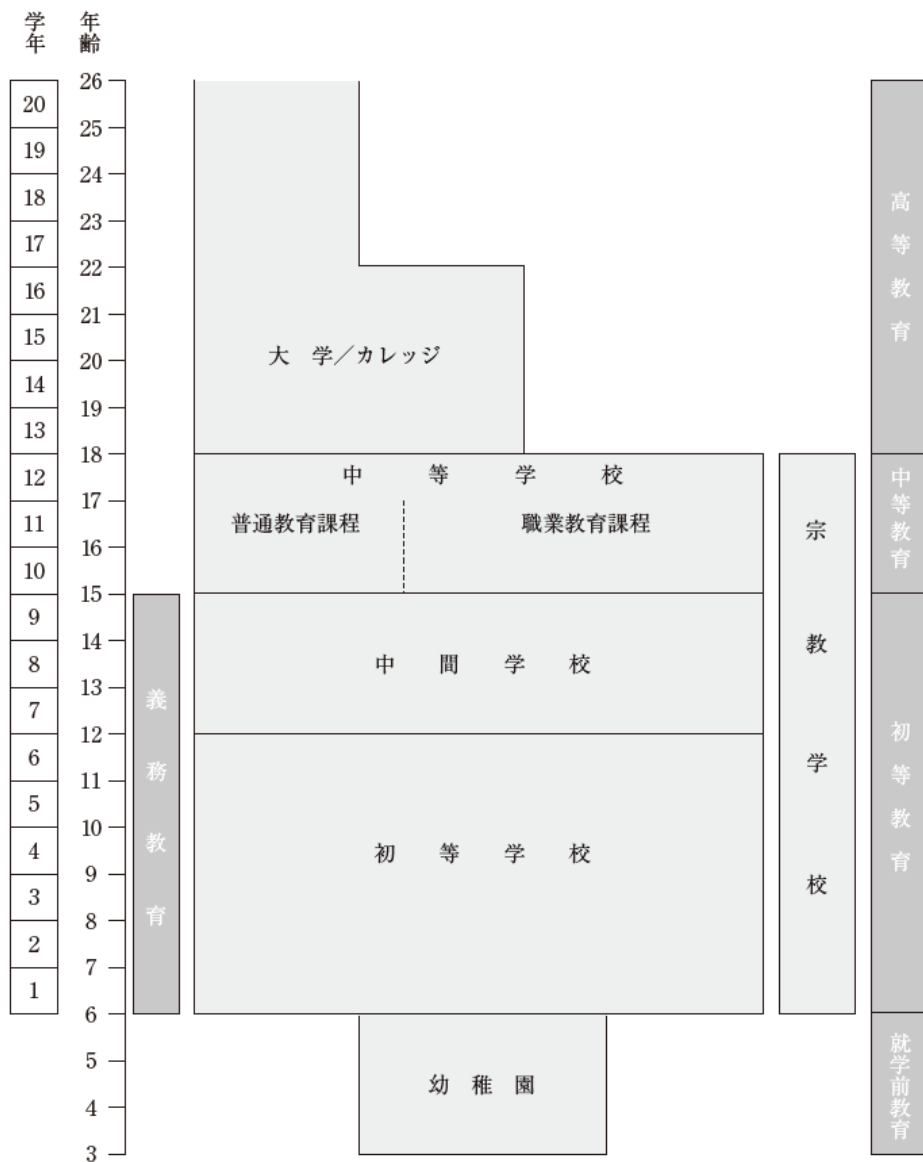 学年
年齢
26
20
25
19
24
18
23
17
22
16
21
15
20
14
19
13
18
12
17
11
16
10
15
9
14
8
13
7
12
6
11
5
10
4
9
3
8
2
7
1
6
5
4
3
義務教育
大 学／カレッジ
中 等 学 校
普通教育課程
職業教育課程
中 間 学 校
初 等 学 校
幼 稚 園
宗教学校
高等教育
中等教育
初等教育
就学前教育